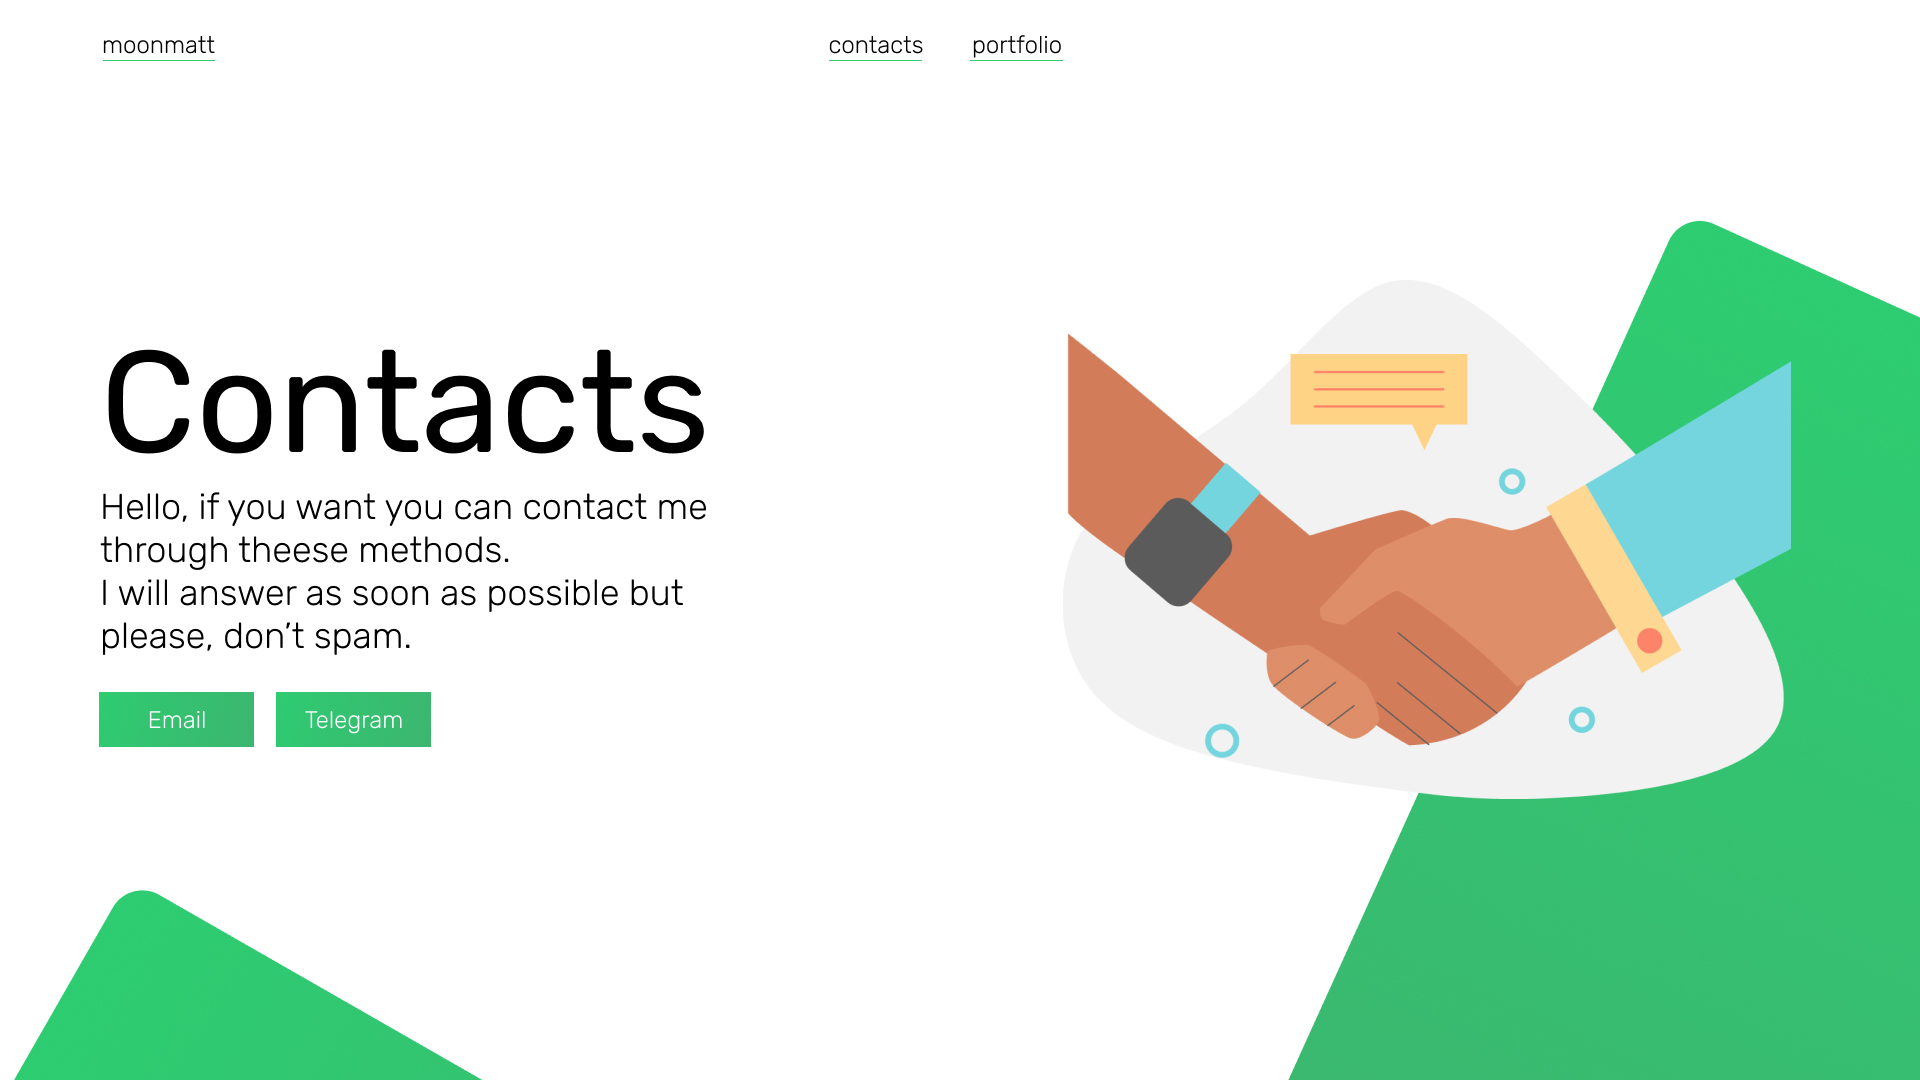 moonmatt
contacts
portfolio
Contacts
Hello, if you want you can contact me
through theese methods.
I will answer as soon as possible but
please, don’t spam.
Email
Telegram